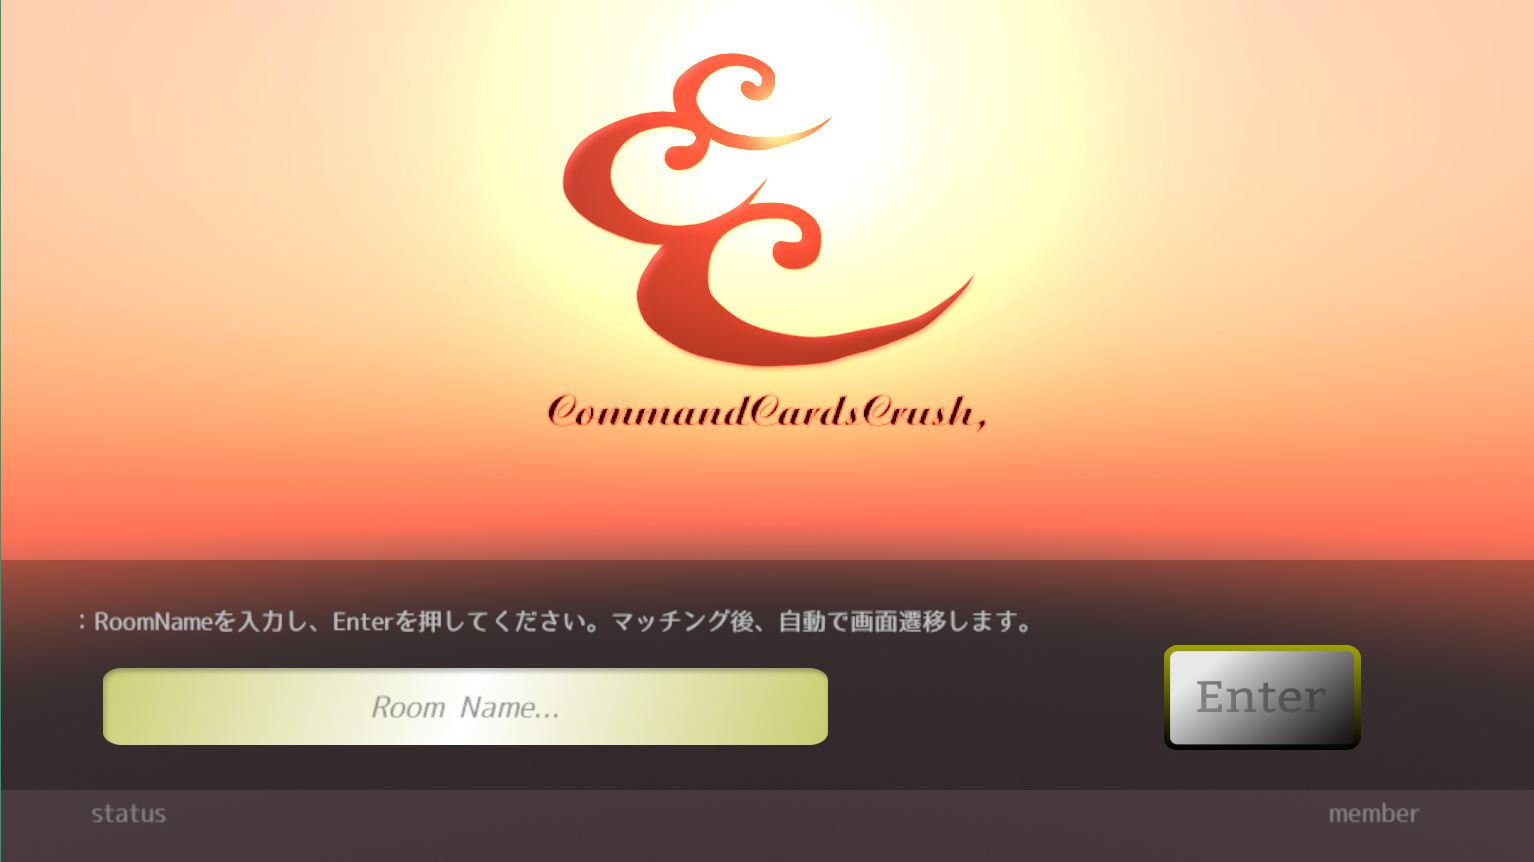 CommandCardsCrush,
：RoomNameを入力し、Enterを押してください。マッチング後、自動で画面遷移します。
Room Name...
Enter
status
member